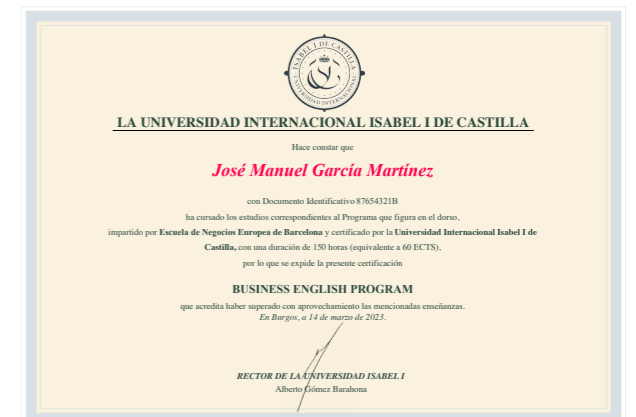 · ISABEL I DE CASTILLA ·
UNIVERSIDAD INTERNACIONAL
LA UNIVERSIDAD INTERNACIONAL ISABEL I DE CASTILLA
Hace constar que
José Manuel García Martínez
con Documento Identificativo 87654321B
ha cursado los estudios correspondientes al Programa que figura en el dorso,
impartido por Escuela de Negocios Europea de Barcelona y certificado por la Universidad Internacional Isabel I de
Castilla, con una duración de 150 horas (equivalente a 60 ECTS),
por lo que se expide la presente certificación
BUSINESS ENGLISH PROGRAM
que acredita haber superado con aprovechamiento las mencionadas enseñanzas.
En Burgos, a 14 de marzo de 2023.
RECTOR DE LA UNIVERSIDAD ISABEL I
Alberto Gómez Barahona